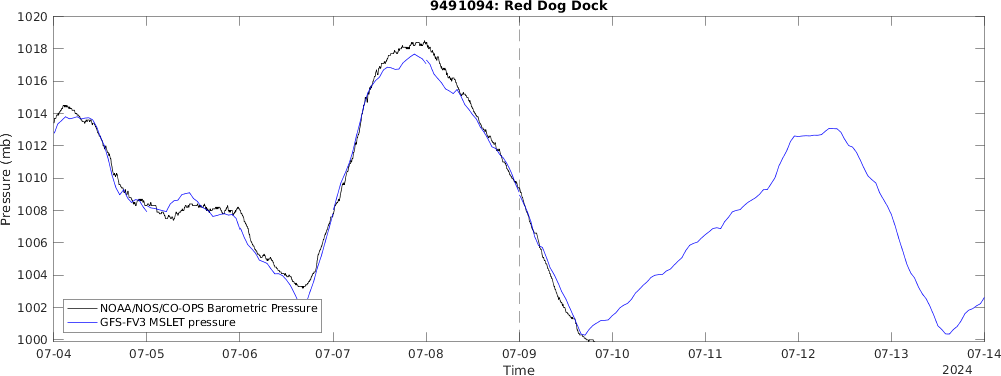 9491094: Red Dog Dock
Pressure (mb)
1020
1018
1016
1014
1012
1010
1008
1006
1004
1002
1000
NOAA/NOS/CO-OPS Barometric Pressure
GFS-FV3 MSLET pressure
07-04 07-05 07-06 07-07 07-08 07-09 07-10 07-11 07-12 07-13 07-14
Time
2024